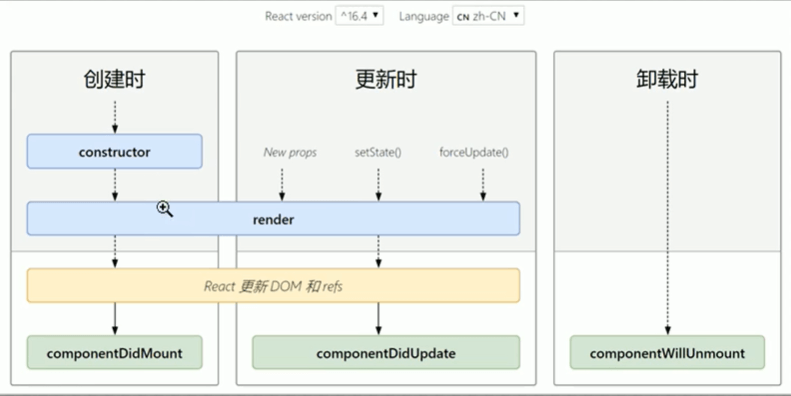 React version ^16.4 Language CN zh-CN
创建时 更新时 卸载时
constructor New props setState() forceUpdate()
render
React 更新 DOM 和 refs
componentDidMount componentDidUpdate componentWillUnmount